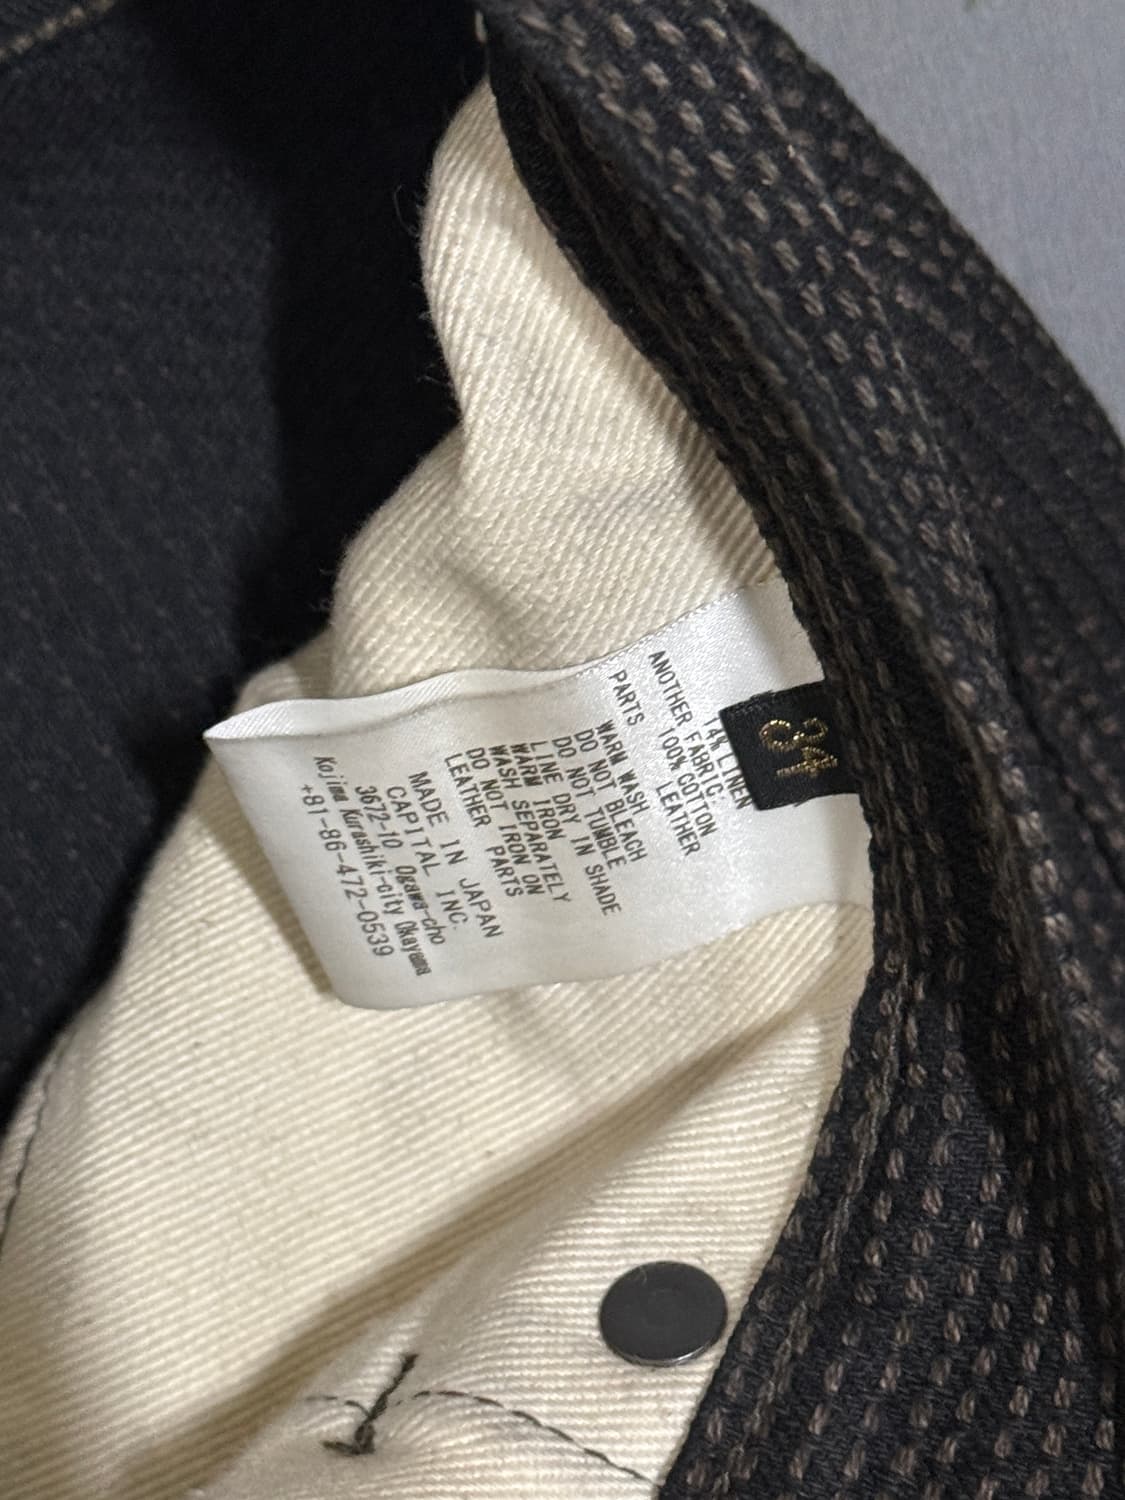 34
14% LINEN
ANOTHER FABRIC.
100% COTTON
PARTS LEATHER
WARM WASH.
DO NOT BLEACH
DO NOT TUMBLE
LINE DRY IN SHADE
WARM IRON
WASH SEPARATELY
DO NOT IRON ON
LEATHER PARTS
MADE IN JAPAN
CAPITAL INC.
3672-10 Ogawa-cho
Kojima Kurashiki-city Okayama
+81-86-472-0539